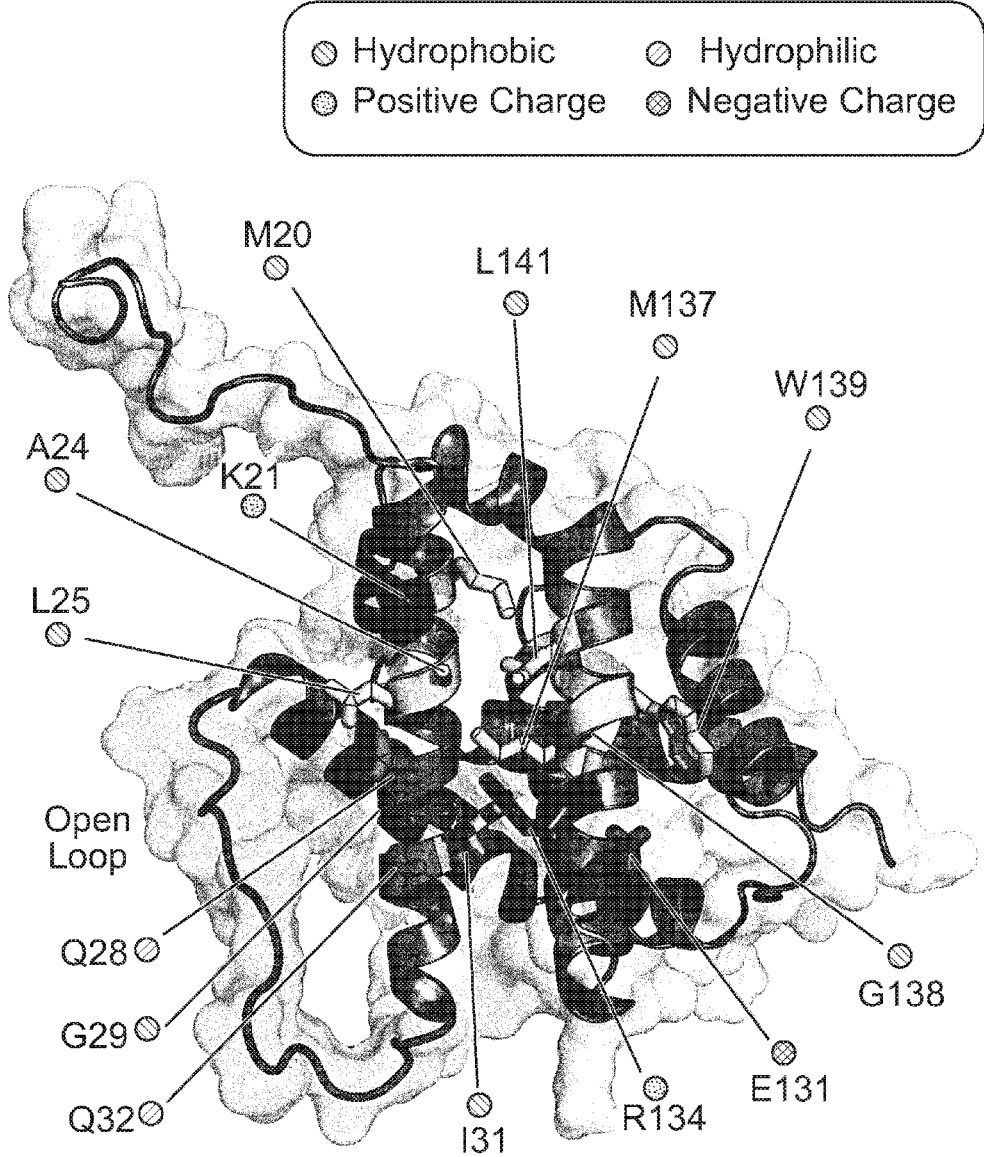 Hydrophobic Hydrophilic
Positive Charge Negative Charge
M20
L141
M137
W139
A24
K21
L25
Open
Loop
Q28
G138
G29
E131
Q32
R134
I31